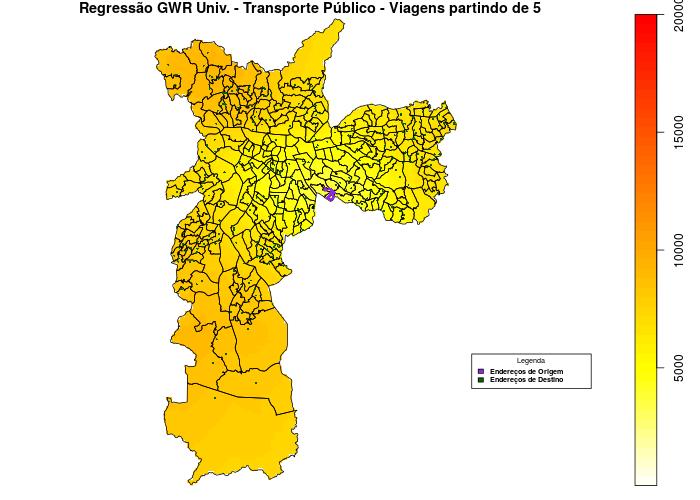 Regressão GWR Univ. - Transporte Público - Viagens partindo de 5
20000
15000
10000
5000
Legenda
Endereços de Origem
Endereços de Destino